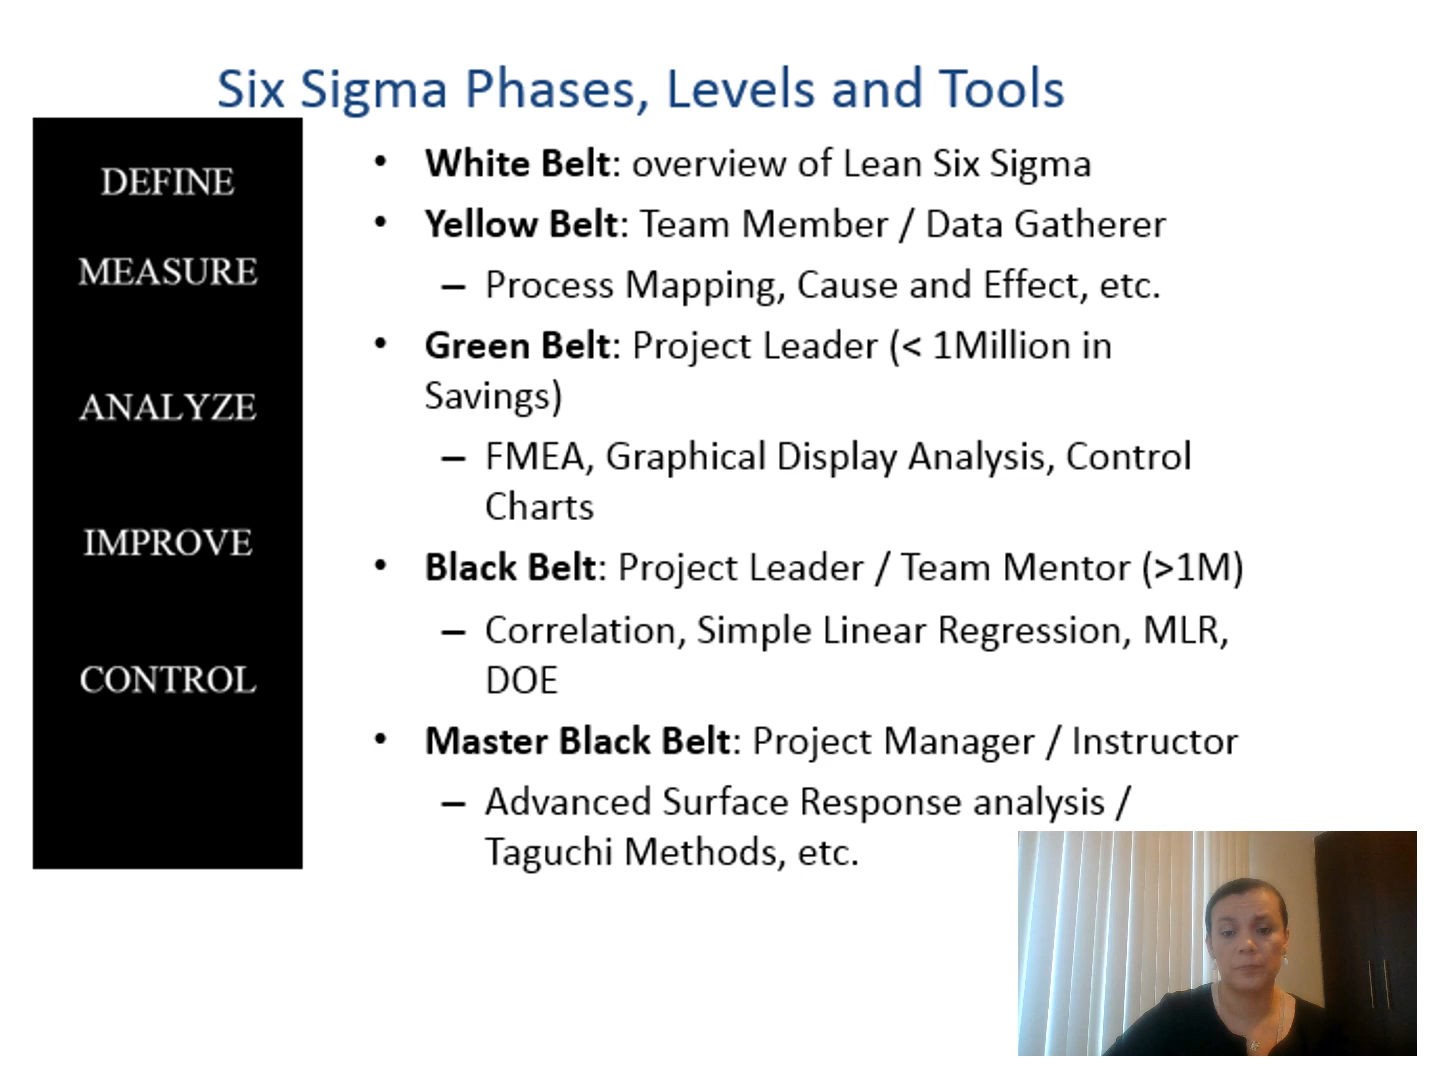 Six Sigma Phases, Levels and Tools
DEFINE
MEASURE
ANALYZE
IMPROVE
CONTROL
• White Belt: overview of Lean Six Sigma
• Yellow Belt: Team Member / Data Gatherer
– Process Mapping, Cause and Effect, etc.
• Green Belt: Project Leader (< 1Million in
Savings)
– FMEA, Graphical Display Analysis, Control
Charts
• Black Belt: Project Leader / Team Mentor (>1M)
– Correlation, Simple Linear Regression, MLR,
DOE
• Master Black Belt: Project Manager / Instructor
– Advanced Surface Response analysis /
Taguchi Methods, etc.